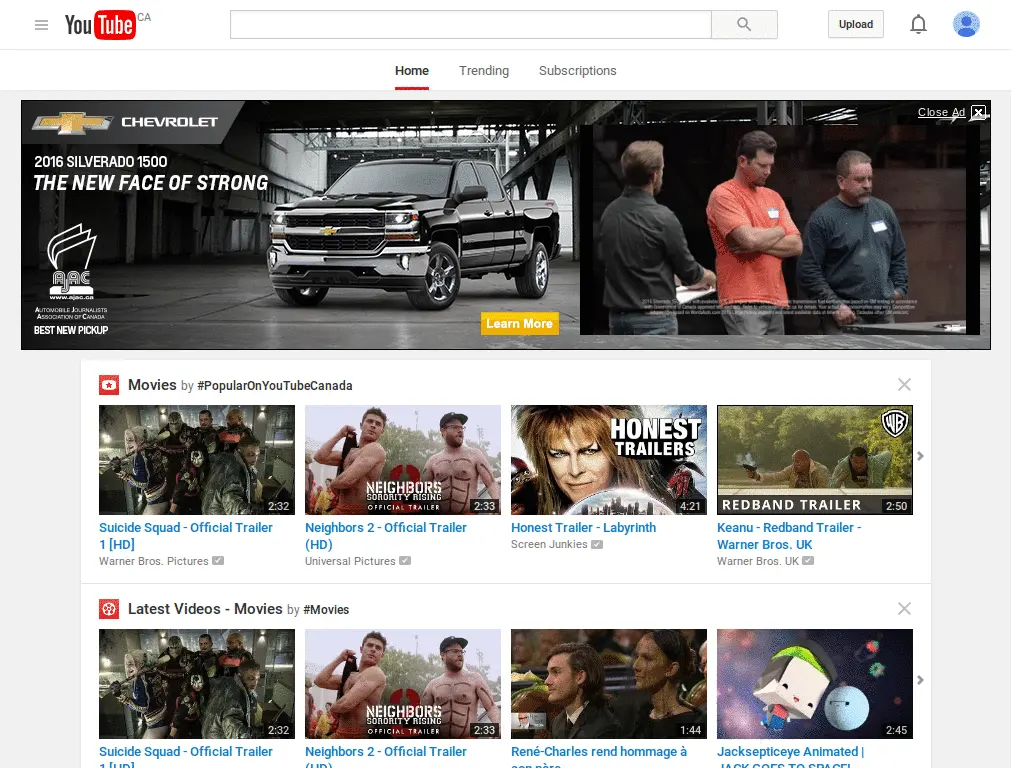 YouTube CA
Upload
Home Trending Subscriptions
CHEVROLET
Close Ad
2016 SILVERADO 1500
THE NEW FACE OF STRONG
AJAC
www.ajac.ca
AUTOMOBILE JOURNALISTS
ASSOCIATION OF CANADA
BEST NEW PICKUP
Learn More
Movies by #PopularOnYouTubeCanada
HONEST
TRAILERS
WB
NEIGHBORS
SORORITY RISING
OFFICIAL TRAILER
REDBAND TRAILER
2:32 2:33 4:21 2:50
Suicide Squad - Official Trailer
1 [HD]
Warner Bros. Pictures
Neighbors 2 - Official Trailer
(HD)
Universal Pictures
Honest Trailer - Labyrinth
Screen Junkies
Keanu - Redband Trailer -
Warner Bros. UK
Warner Bros. UK
Latest Videos - Movies by #Movies
NEIGHBORS
SORORITY RISING
OFFICIAL TRAILER
2:32 2:33 1:44 2:45
Suicide Squad - Official Trailer
1 [HD]
Neighbors 2 - Official Trailer
(HD)
René-Charles rend hommage à
son père
Jacksepticeye Animated |
JACK GOES TO SPACE!